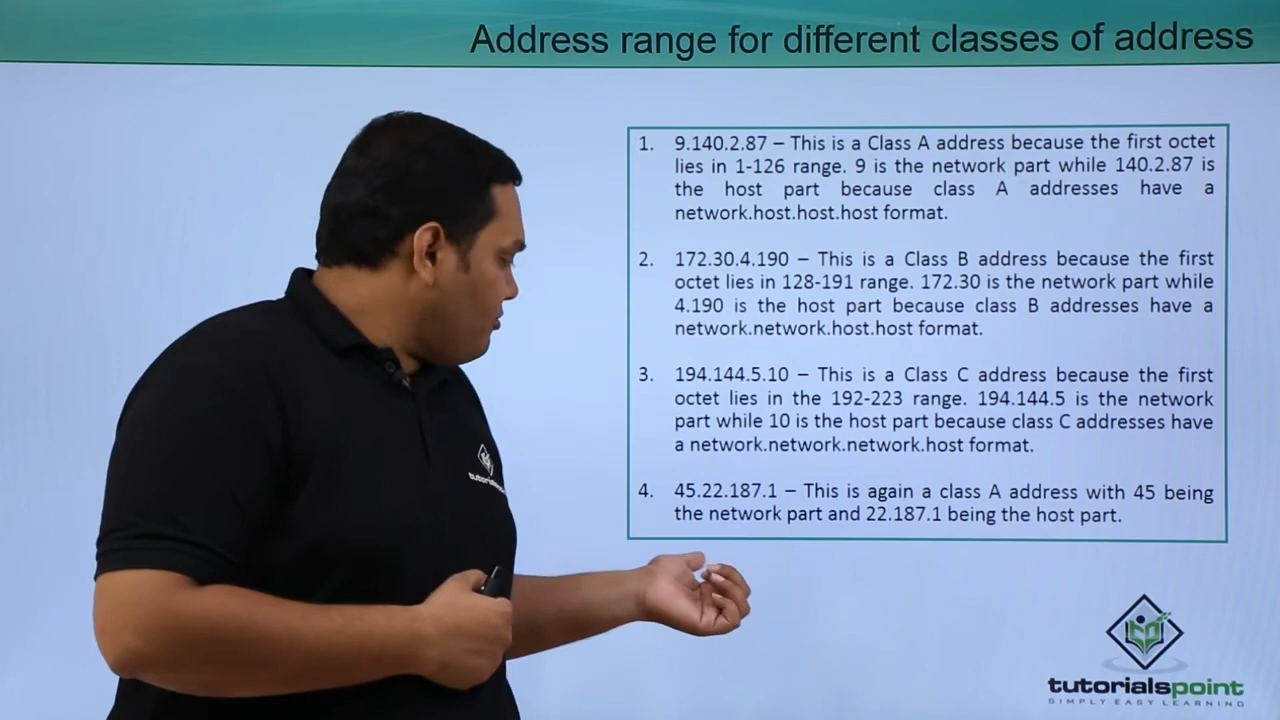 Address range for different classes of address
1. 9.140.2.87 – This is a Class A address because the first octet
lies in 1-126 range. 9 is the network part while 140.2.87 is
the host part because class A addresses have a
network.host.host.host format.
2. 172.30.4.190 – This is a Class B address because the first
octet lies in 128-191 range. 172.30 is the network part while
4.190 is the host part because class B addresses have a
network.network.host.host format.
3. 194.144.5.10 – This is a Class C address because the first
octet lies in the 192-223 range. 194.144.5 is the network
part while 10 is the host part because class C addresses have
a network.network.network.host format.
4. 45.22.187.1 – This is again a class A address with 45 being
the network part and 22.187.1 being the host part.
tutorialspoint
SIMPLY EASY LEARNING